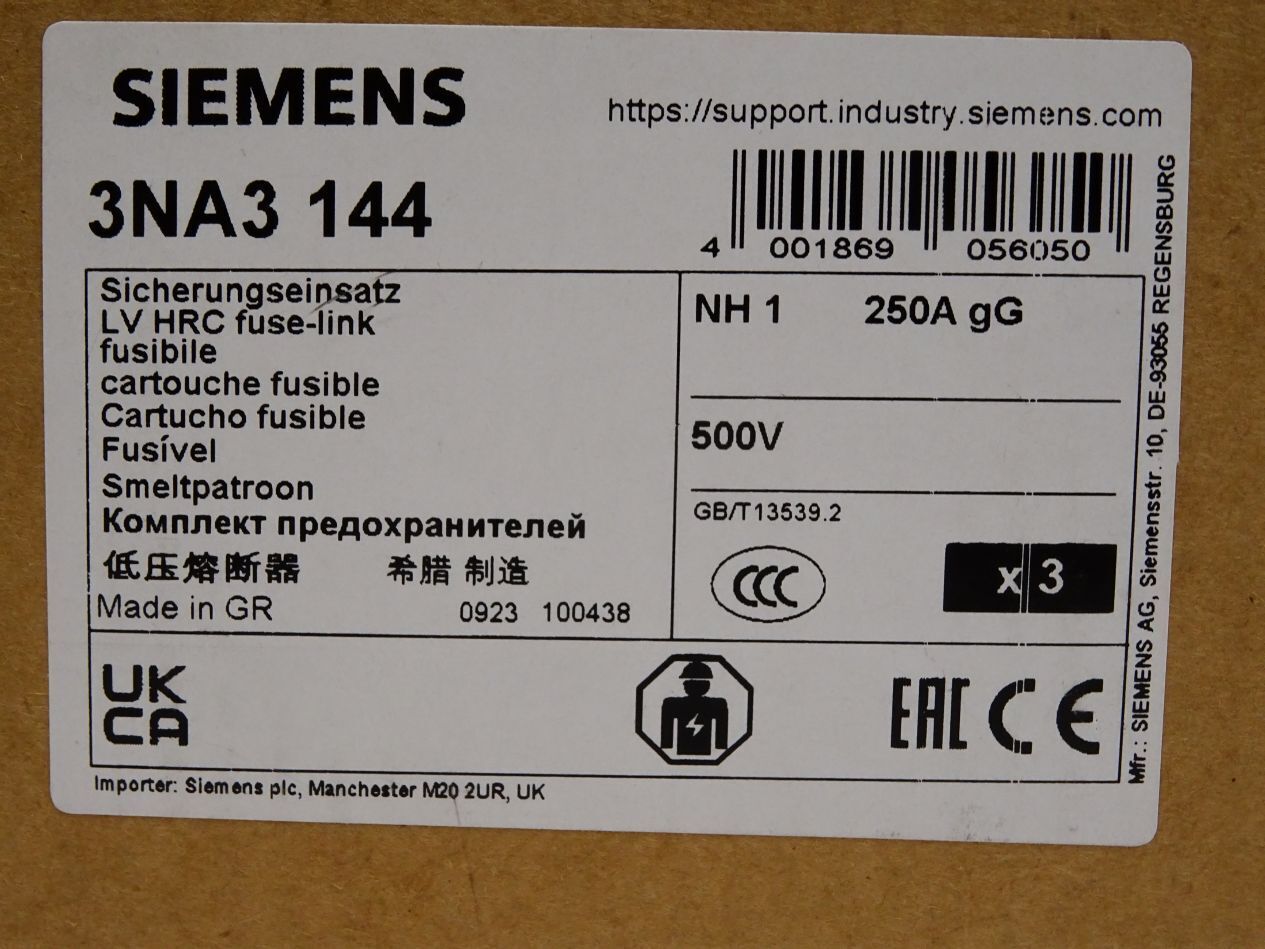 SIEMENS
https://support.industry.siemens.com
3NA3 144
4 001869 056050
Sicherungseinsatz
LV HRC fuse-link
fusibile
cartouche fusible
Cartucho fusible
Fusível
Smeltpatroon
Комплект предохранителей
低压熔断器 希腊 制造
Made in GR 0923 100438
NH 1 250A gG
500V
GB/T13539.2
CCC
x 3
UK
CA
EAC CE
Importer: Siemens plc, Manchester M20 2UR, UK
Mfr.: SIEMENS AG, Siemensstr. 10, DE-93055 REGENSBURG